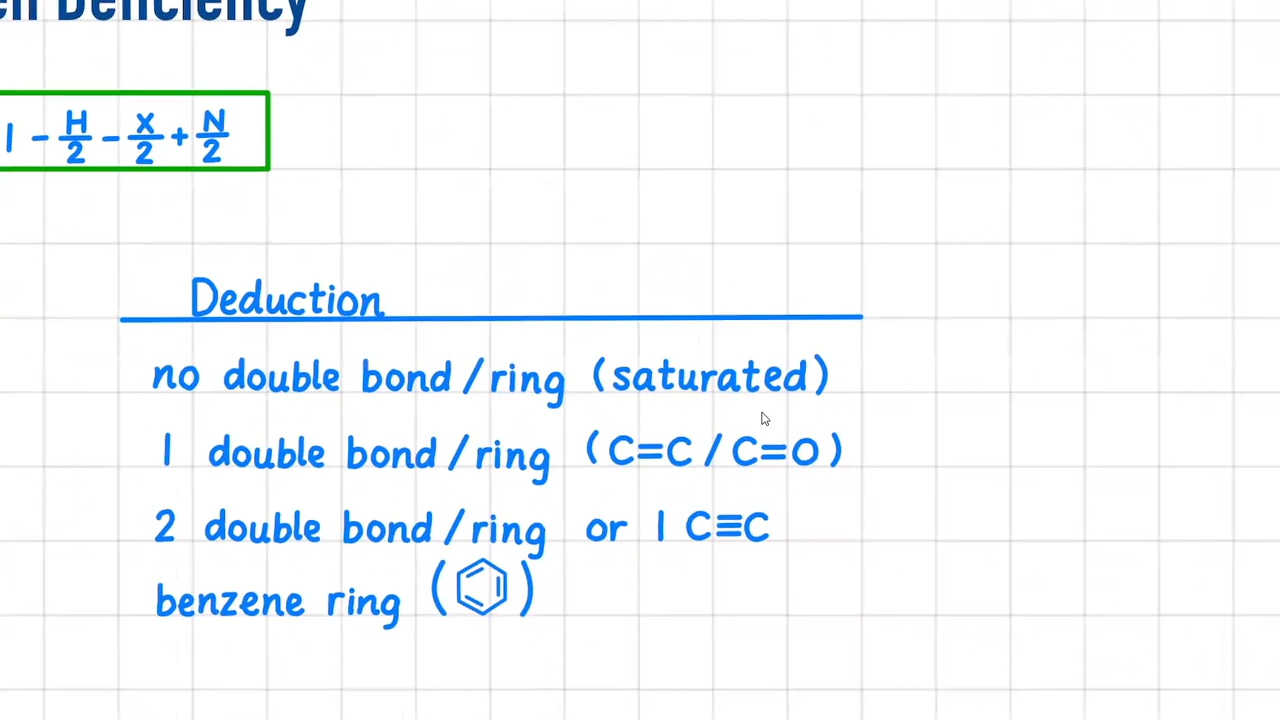 Deficiency
1 - H/2 - X/2 + N/2
Deduction
no double bond / ring (saturated)
1 double bond / ring (C=C / C=O)
2 double bond / ring or 1 C≡C
benzene ring ( )